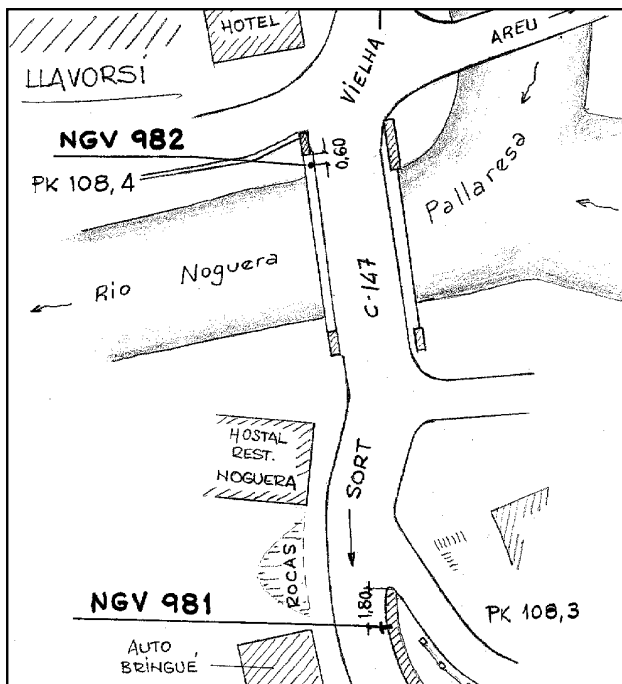 HOTEL
LLAVORSÍ
VIELHA
AREU
NGV 982
0,60
PK 108,4
Pallaresa
Rio Noguera
C-147
HOSTAL
REST.
NOGUERA
SORT
ROCAS
NGV 981
1,80
PK 108,3
AUTO
BRINGUÉ